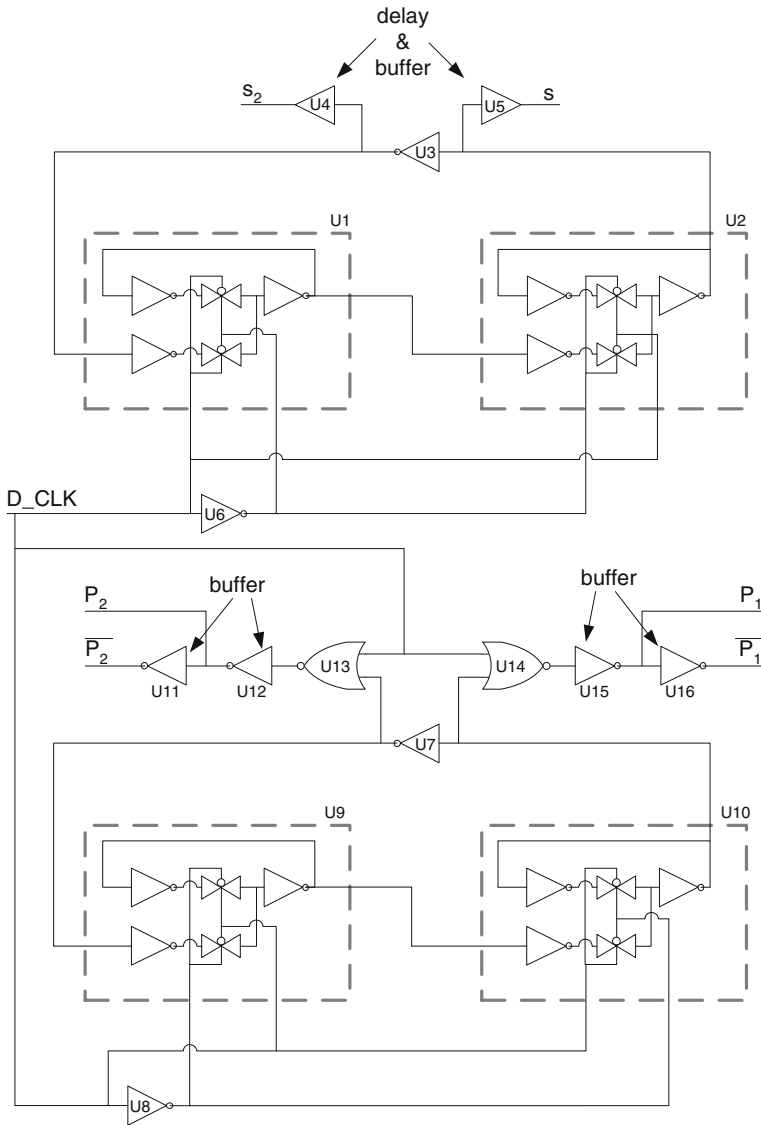 delay
&
buffer
s2
U4
U5
s
U3
U1
U2
D_CLK
U6
P2
buffer
buffer
P1
P2
U11
U12
U13
U14
U15
U16
P1
U7
U9
U10
U8